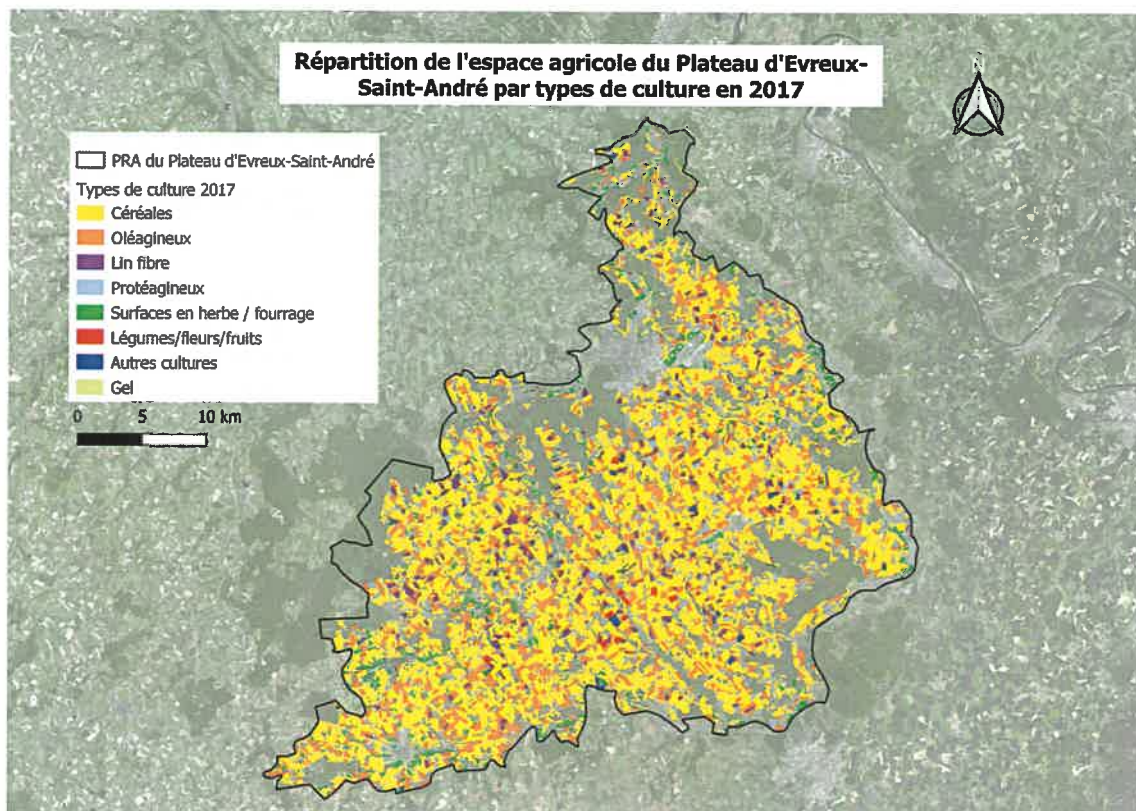 Répartition de l'espace agricole du Plateau d'Evreux-
Saint-André par types de culture en 2017
PRA du Plateau d'Evreux-Saint-André
Types de culture 2017
Céréales
Oléagineux
Lin fibre
Protéagineux
Surfaces en herbe / fourrage
Légumes/fleurs/fruits
Autres cultures
Gel
0 5 10 km